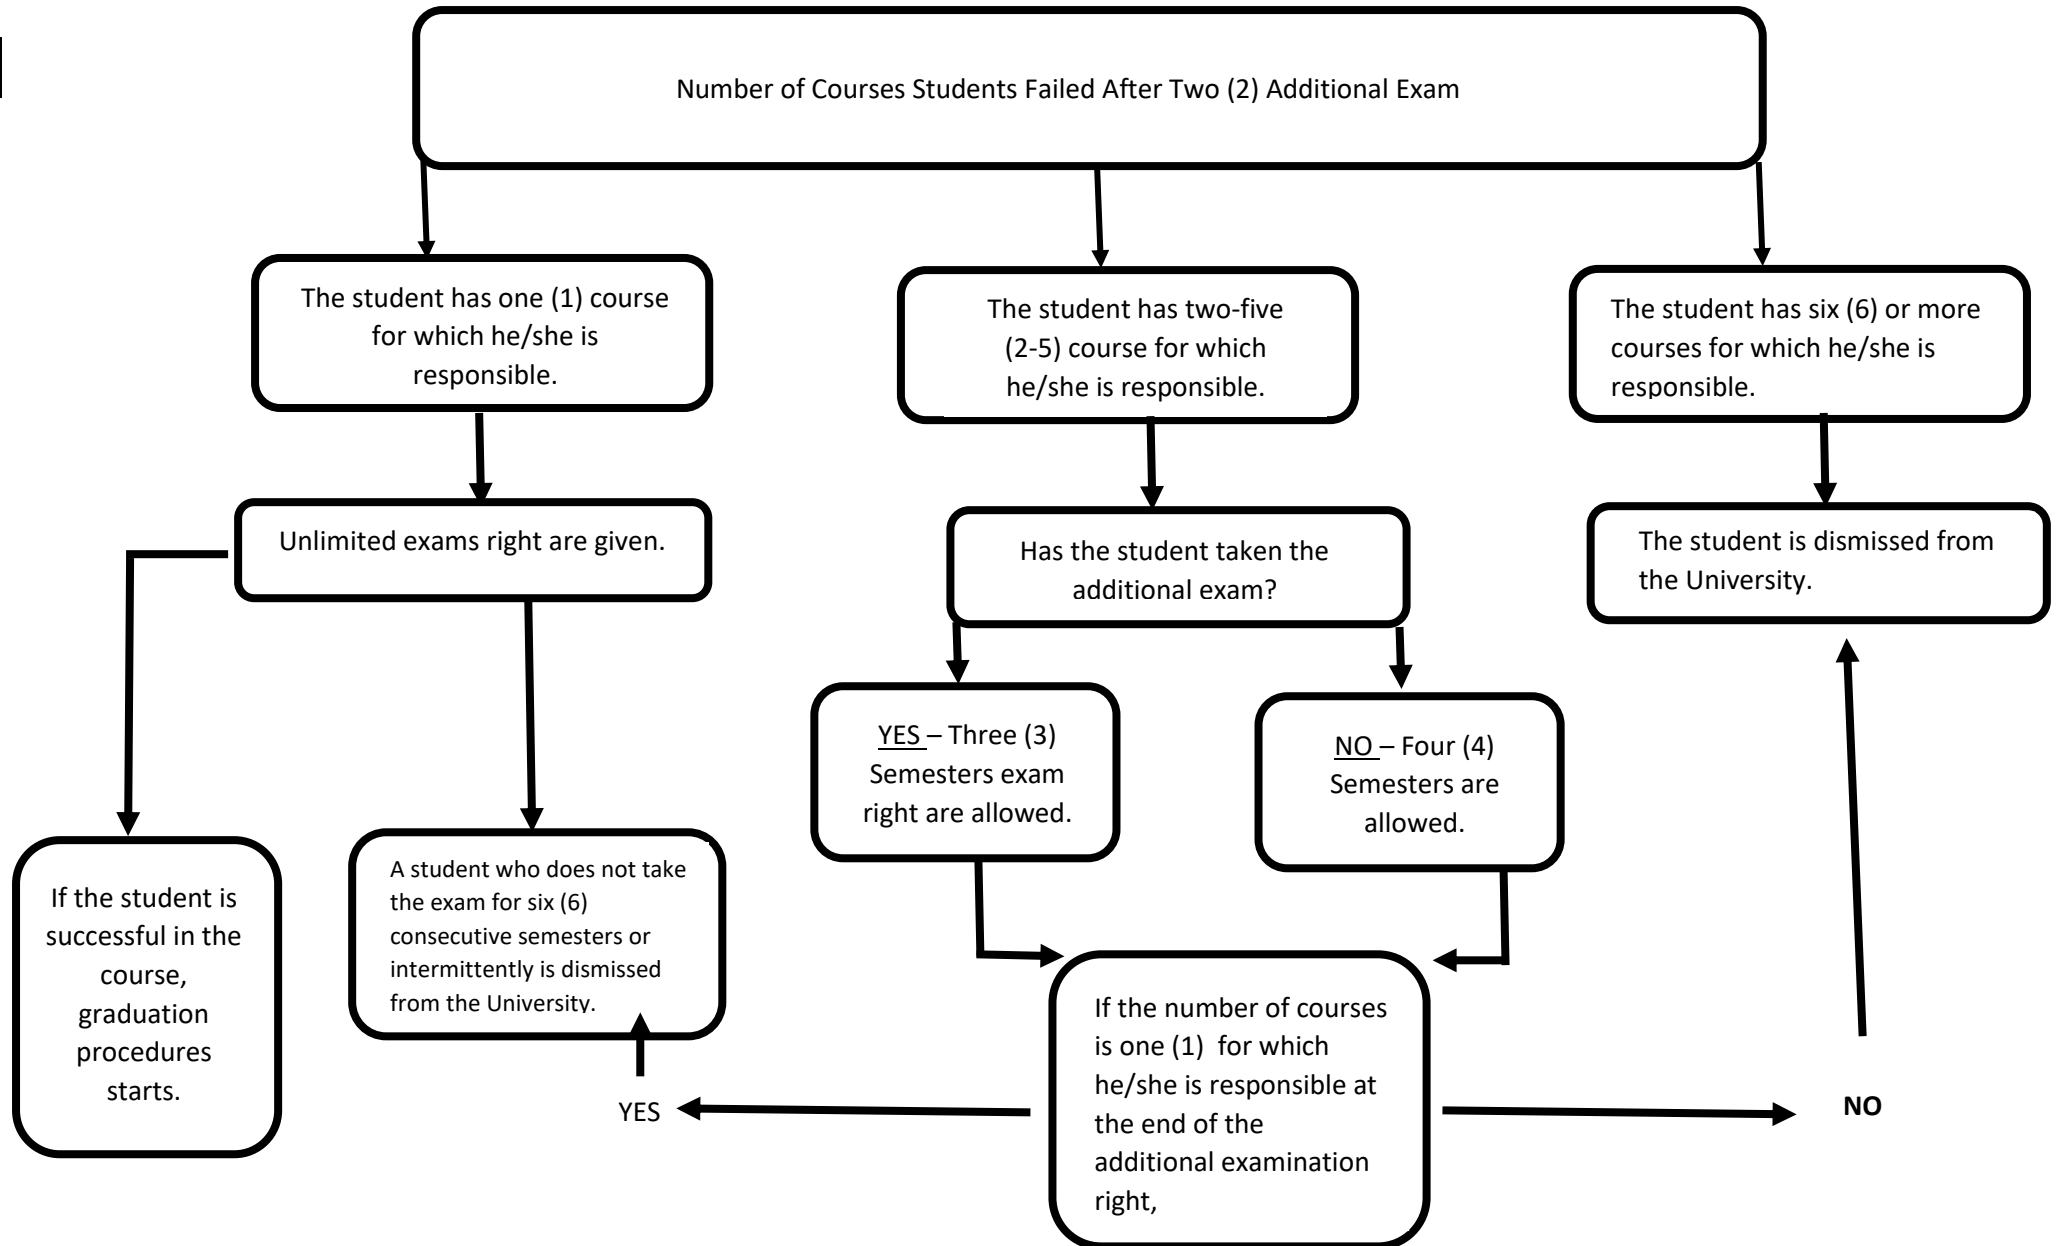 Number of Courses Students Failed After Two (2) Additional Exam
The student has one (1) course
for which he/she is
responsible.
The student has two-five
(2-5) course for which
he/she is responsible.
The student has six (6) or more
courses for which he/she is
responsible.
Unlimited exams right are given.
Has the student taken the
additional exam?
The student is dismissed from
the University.
YES – Three (3)
Semesters exam
right are allowed.
NO – Four (4)
Semesters are
allowed.
If the student is
successful in the
course,
graduation
procedures
starts.
A student who does not take
the exam for six (6)
consecutive semesters or
intermittently is dismissed
from the University.
If the number of courses
is one (1) for which
he/she is responsible at
the end of the
additional examination
right,
YES
NO